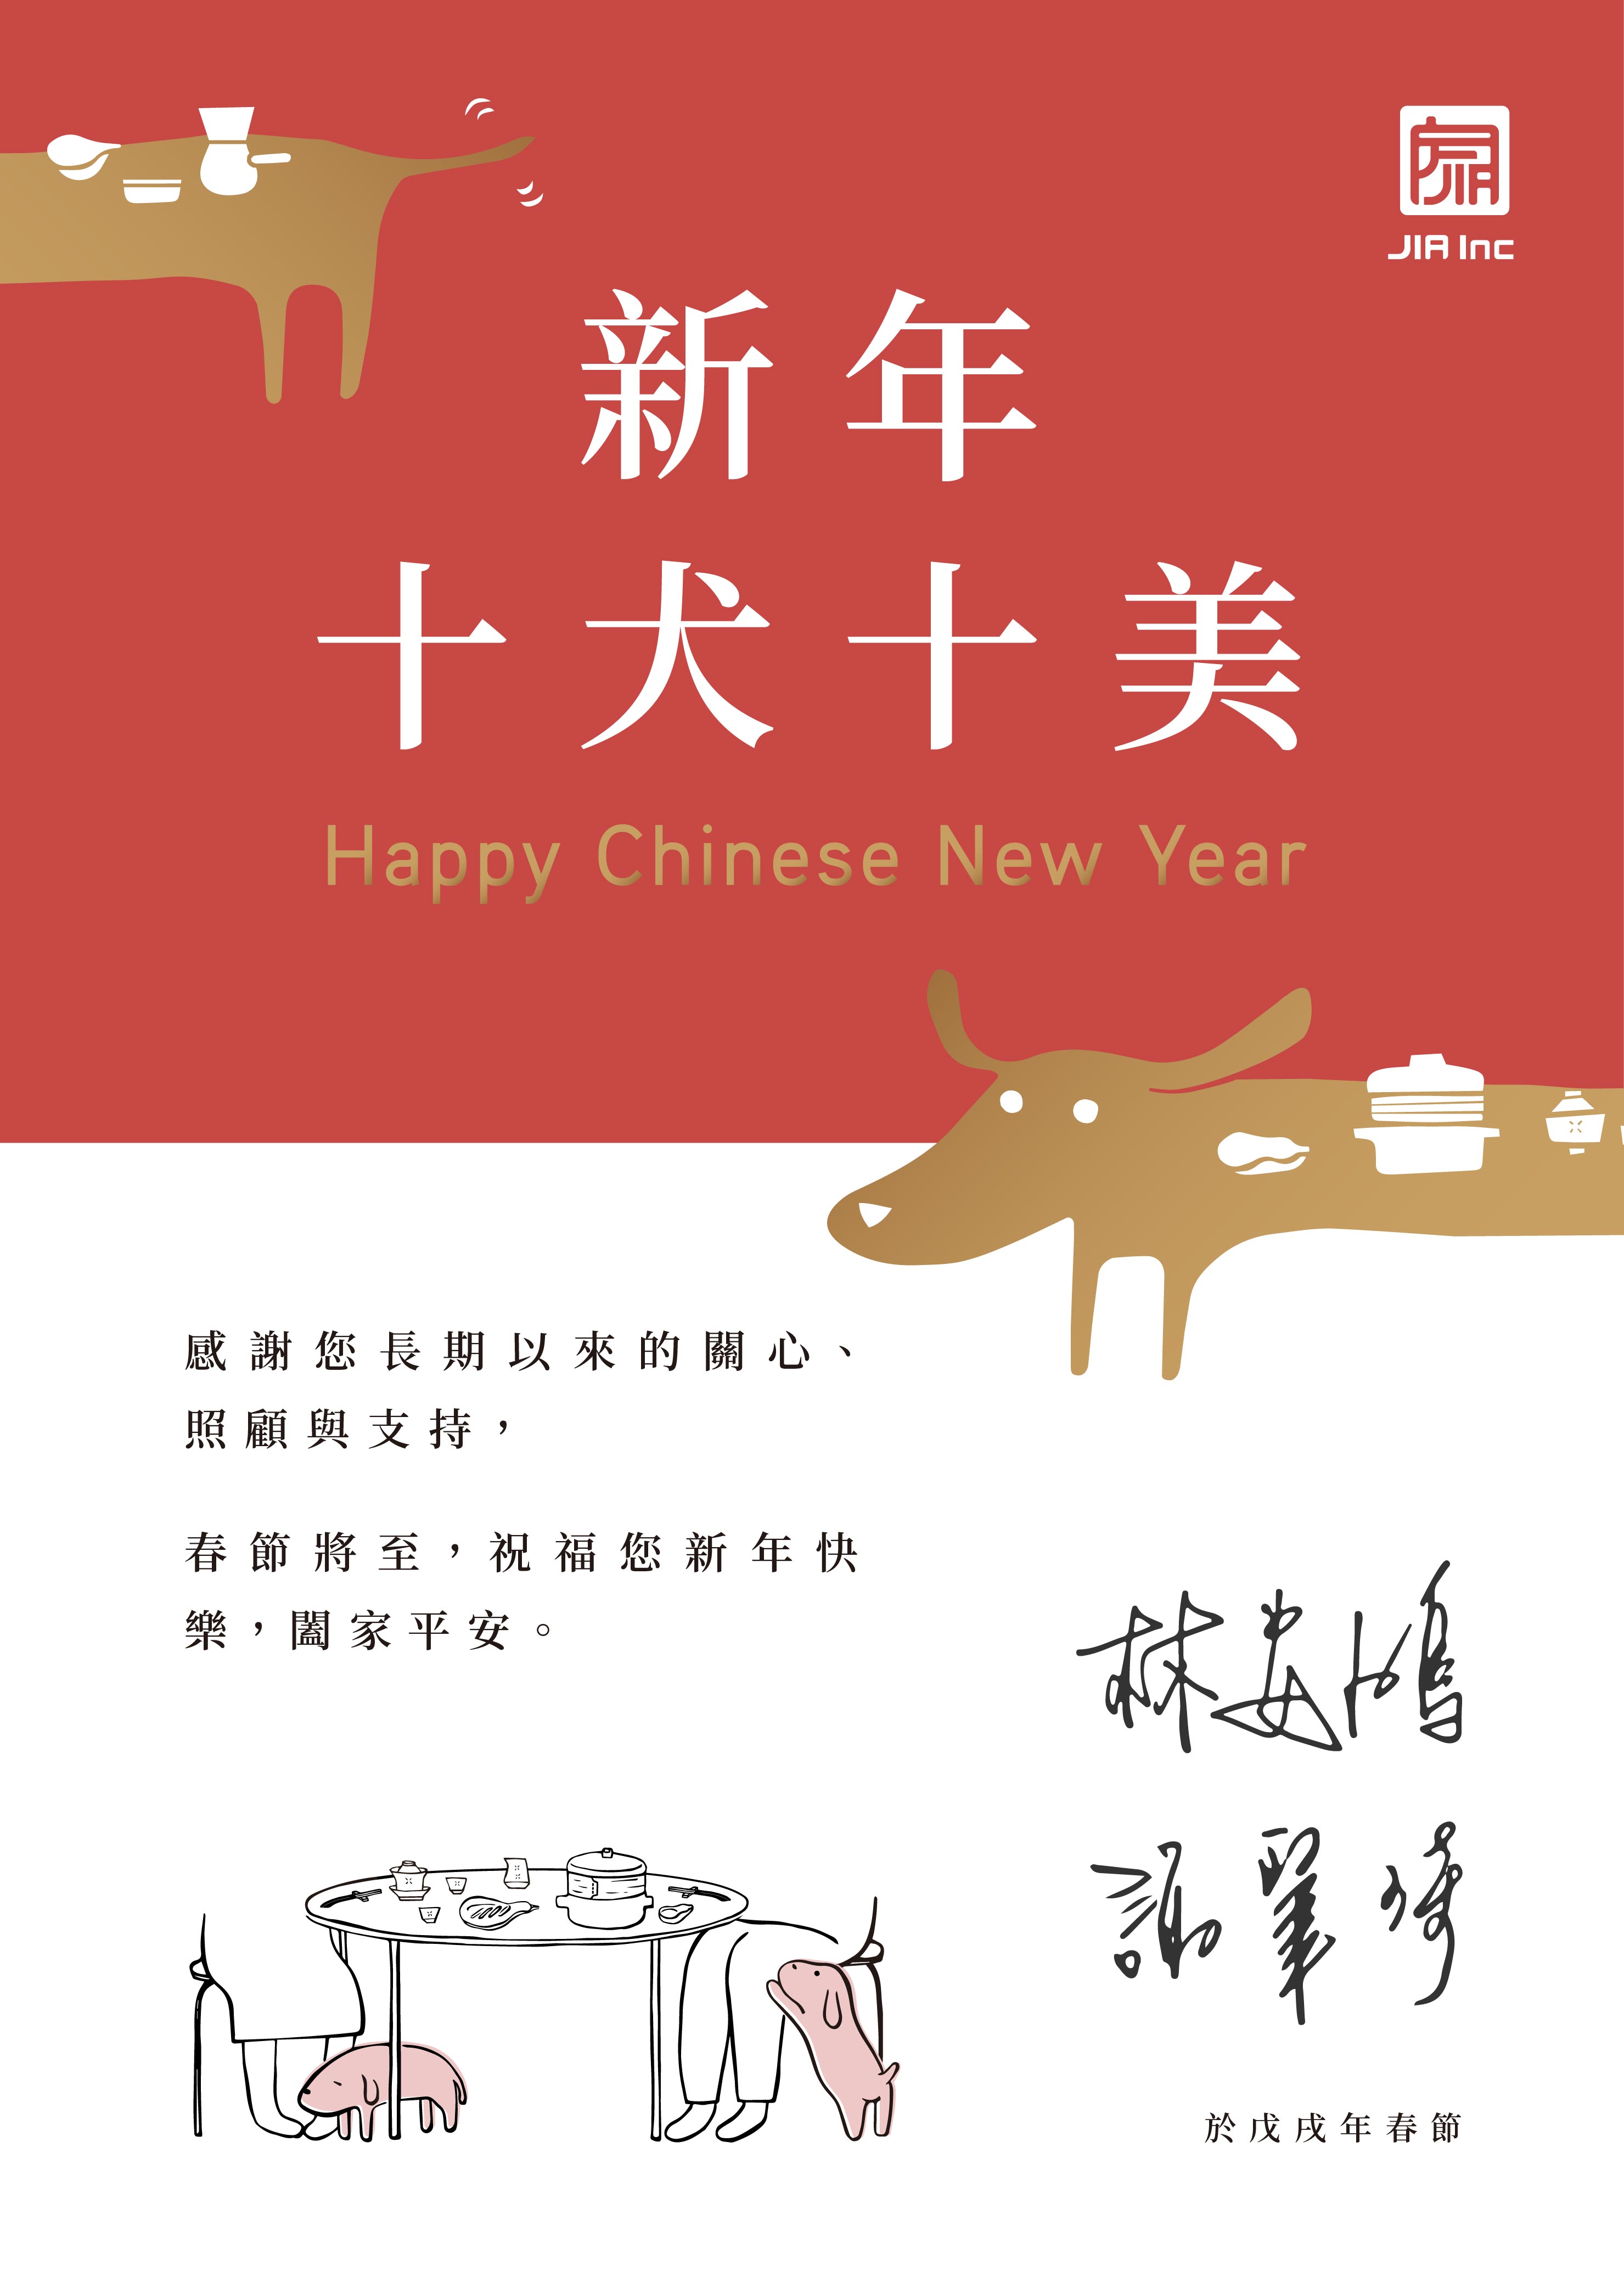 JIA Inc
新年
十犬十美
Happy Chinese New Year
感謝您長期以來的關心、
照顧與支持，
春節將至，祝福您新年快
樂，闔家平安。
於戊戌年春節